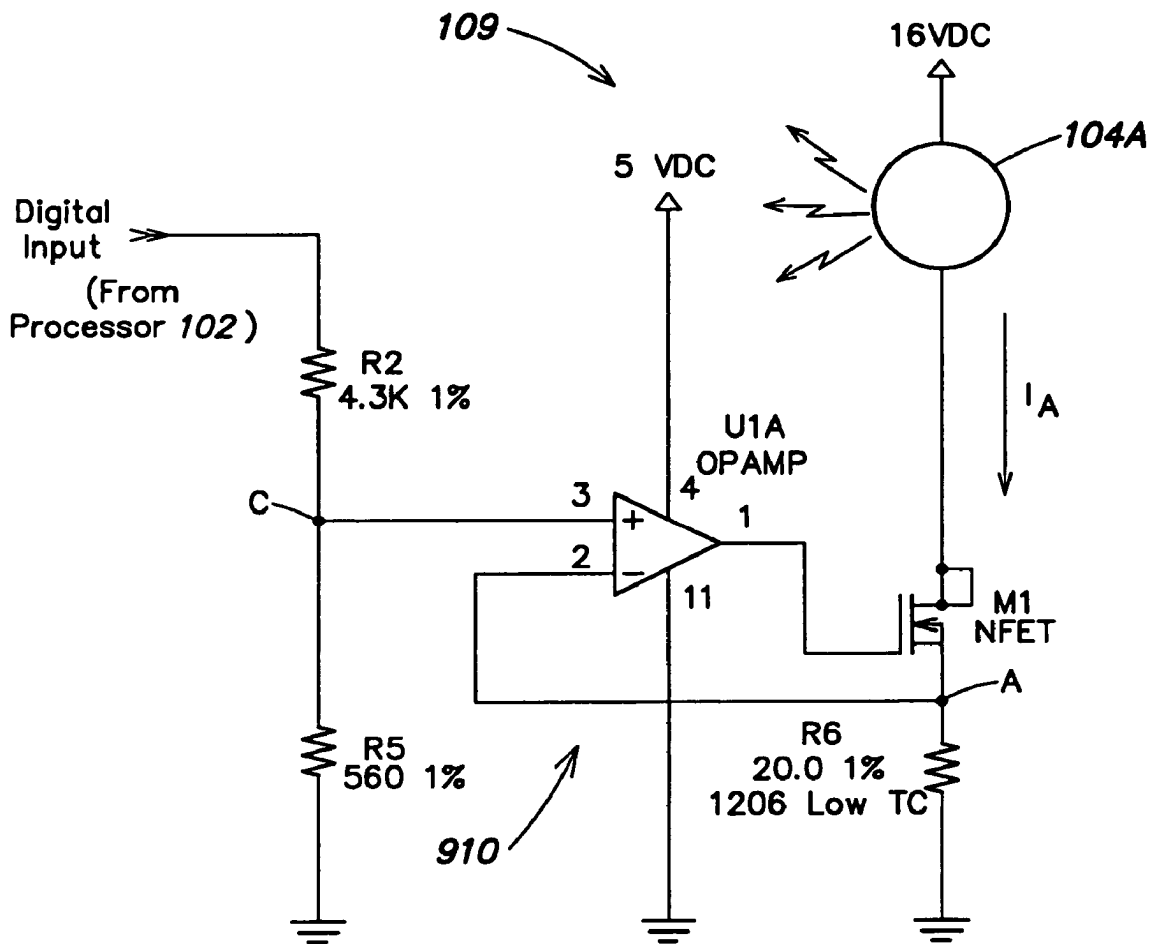 109
16VDC
104A
5 VDC
Digital
Input
(From
Processor 102)
R2
4.3K 1%
I A
U1A
OPAMP
C
3
4
1
+
2
−
11
M1
NFET
A
R5
560 1%
R6
20.0 1%
1206 Low TC
910